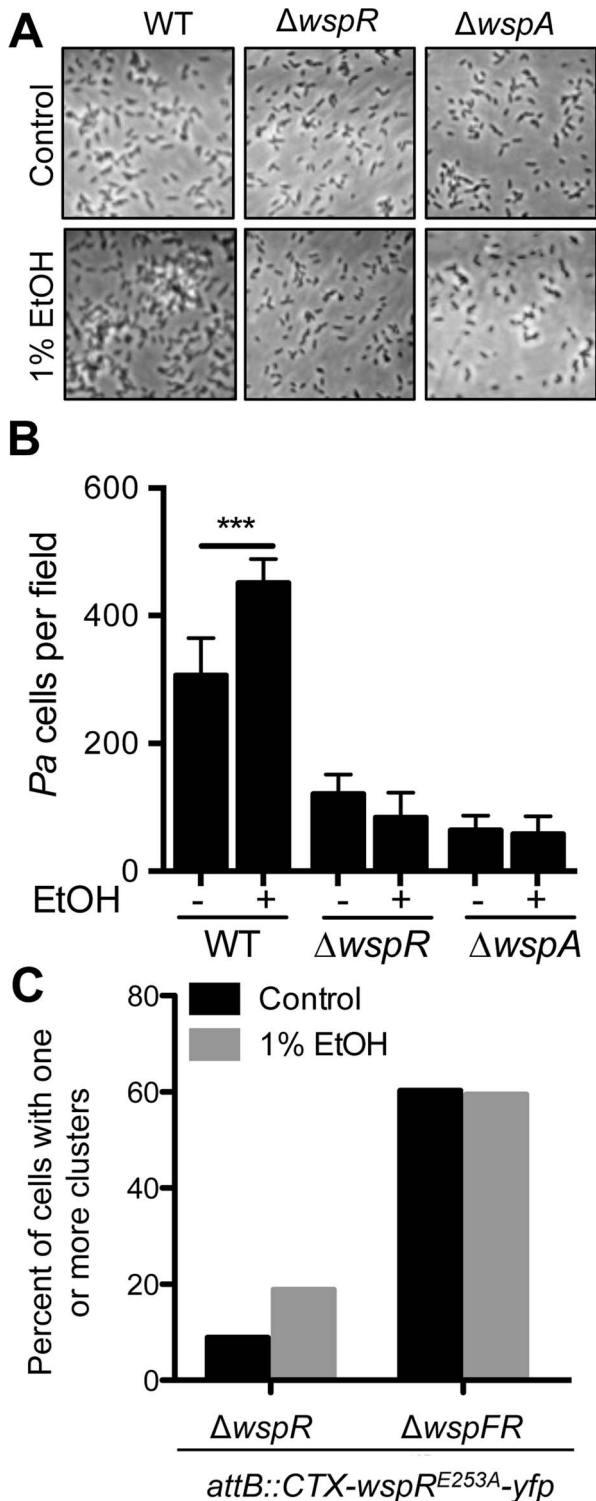 A
WT ΔwspR ΔwspA
Control
1% EtOH
B
Pa cells per field
600
400
200
0
***
EtOH - + - + - +
WT ΔwspR ΔwspA
C
Percent of cells with one
or more clusters
80
60
40
20
0
Control
1% EtOH
ΔwspR ΔwspFR
attB::CTX-wspR^E253A-yfp